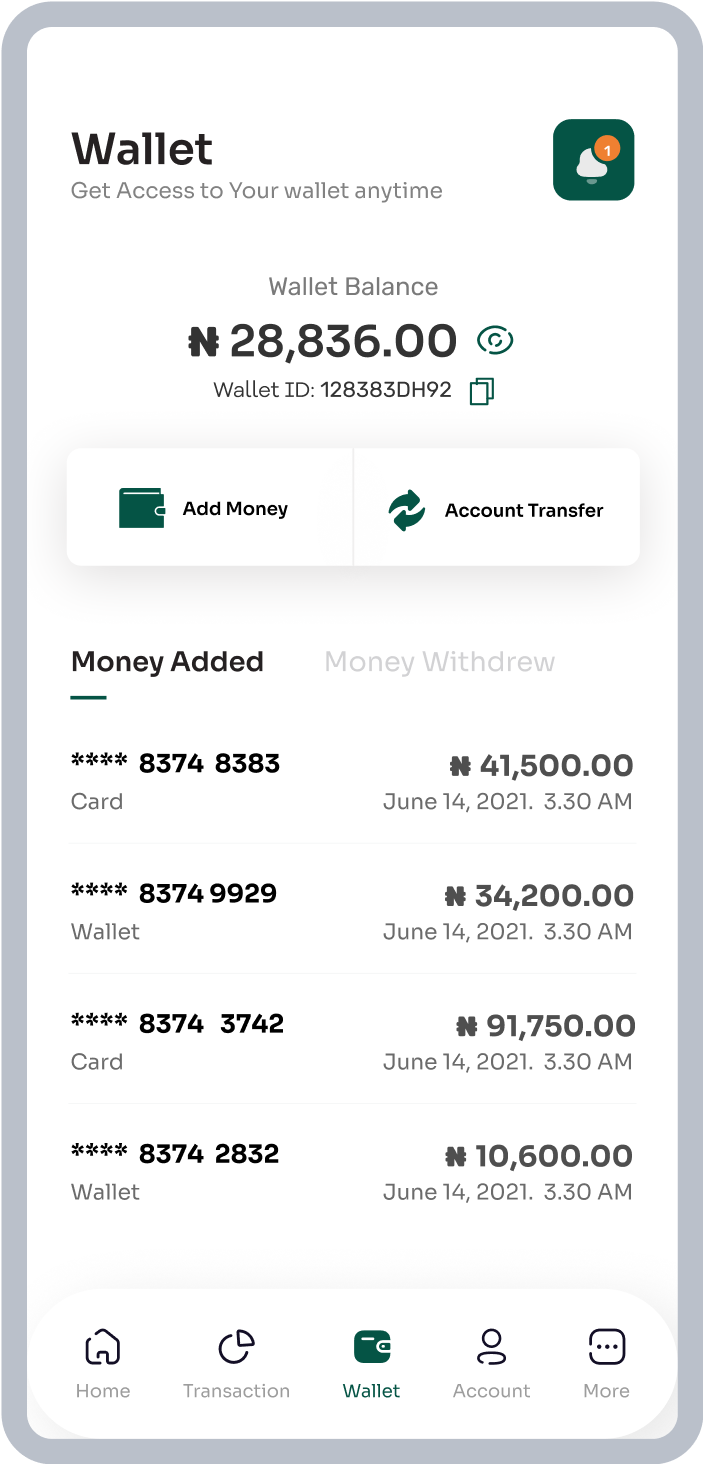 Wallet
Get Access to Your wallet anytime
1
Wallet Balance
₦ 28,836.00
Wallet ID: 128383DH92
Add Money
Account Transfer
Money Added
Money Withdrew
**** 8374 8383
₦ 41,500.00
Card
June 14, 2021. 3.30 AM
**** 8374 9929
₦ 34,200.00
Wallet
June 14, 2021. 3.30 AM
**** 8374 3742
₦ 91,750.00
Card
June 14, 2021. 3.30 AM
**** 8374 2832
₦ 10,600.00
Wallet
June 14, 2021. 3.30 AM
Home
Transaction
Wallet
Account
More